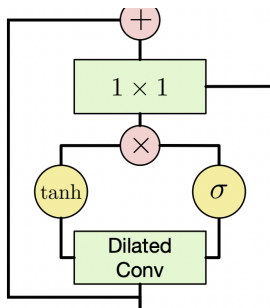 +
1 × 1
×
tanh
σ
Dilated
Conv